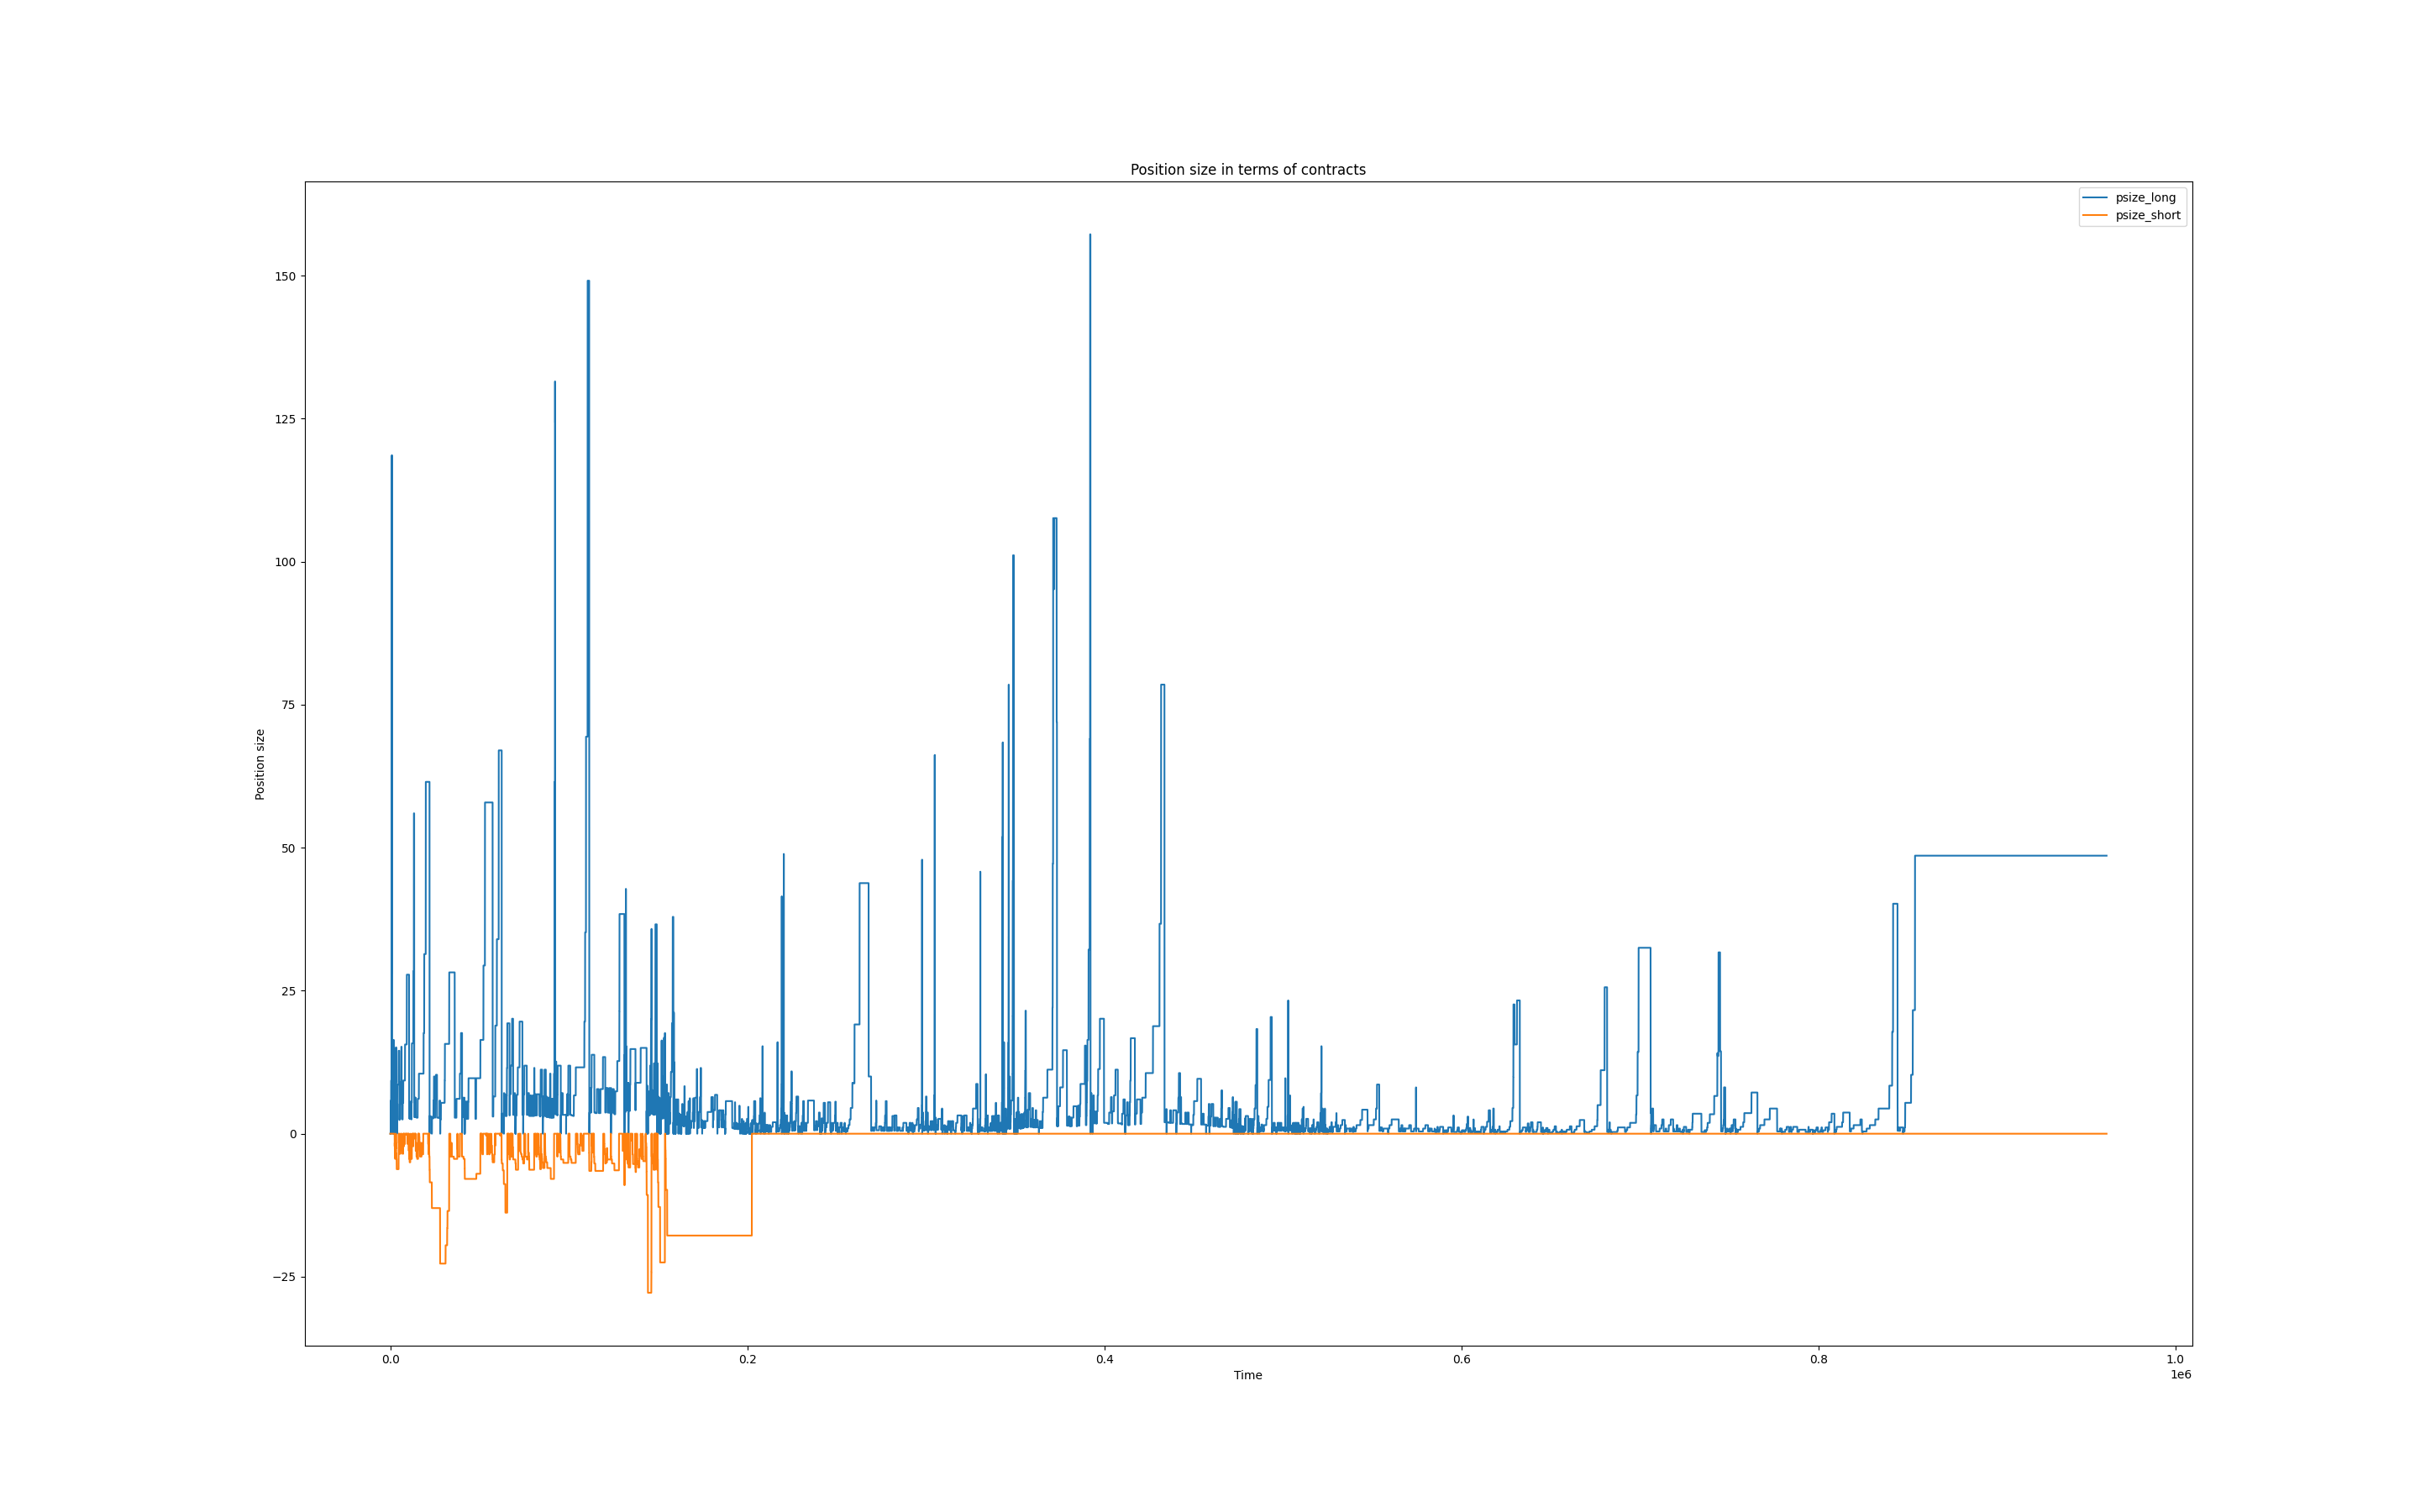 Position size in terms of contracts
psize_long
psize_short
150
125
100
75
50
25
0
−25
Position size
0.0
0.2
0.4
0.6
0.8
1.0
1e6
Time